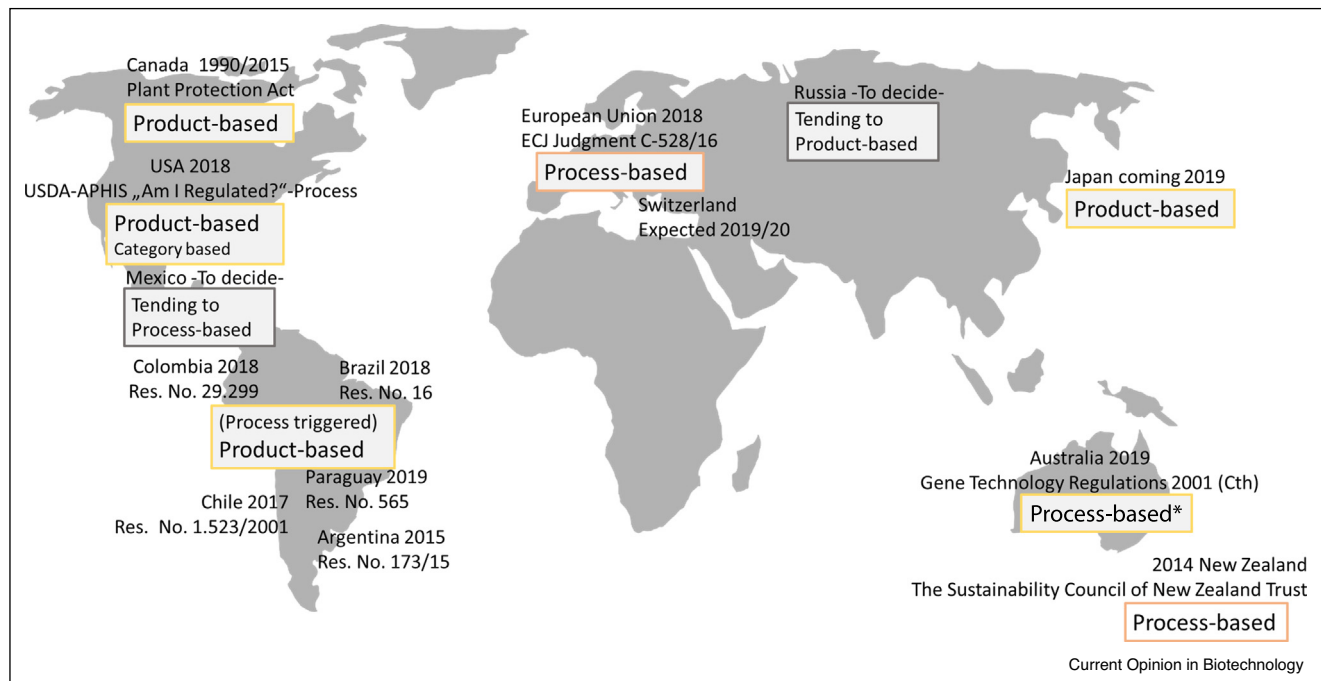 Canada 1990/2015
Plant Protection Act
Product-based
USA 2018
USDA-APHIS „Am I Regulated?“-Process
Product-based
Category based
Mexico -To decide-
Tending to
Process-based
Colombia 2018
Res. No. 29.299
Brazil 2018
Res. No. 16
(Process triggered)
Product-based
Paraguay 2019
Res. No. 565
Chile 2017
Res. No. 1.523/2001
Argentina 2015
Res. No. 173/15
European Union 2018
ECJ Judgment C-528/16
Process-based
Switzerland
Expected 2019/20
Russia -To decide-
Tending to
Product-based
Japan coming 2019
Product-based
Australia 2019
Gene Technology Regulations 2001 (Cth)
Process-based*
2014 New Zealand
The Sustainability Council of New Zealand Trust
Process-based
Current Opinion in Biotechnology